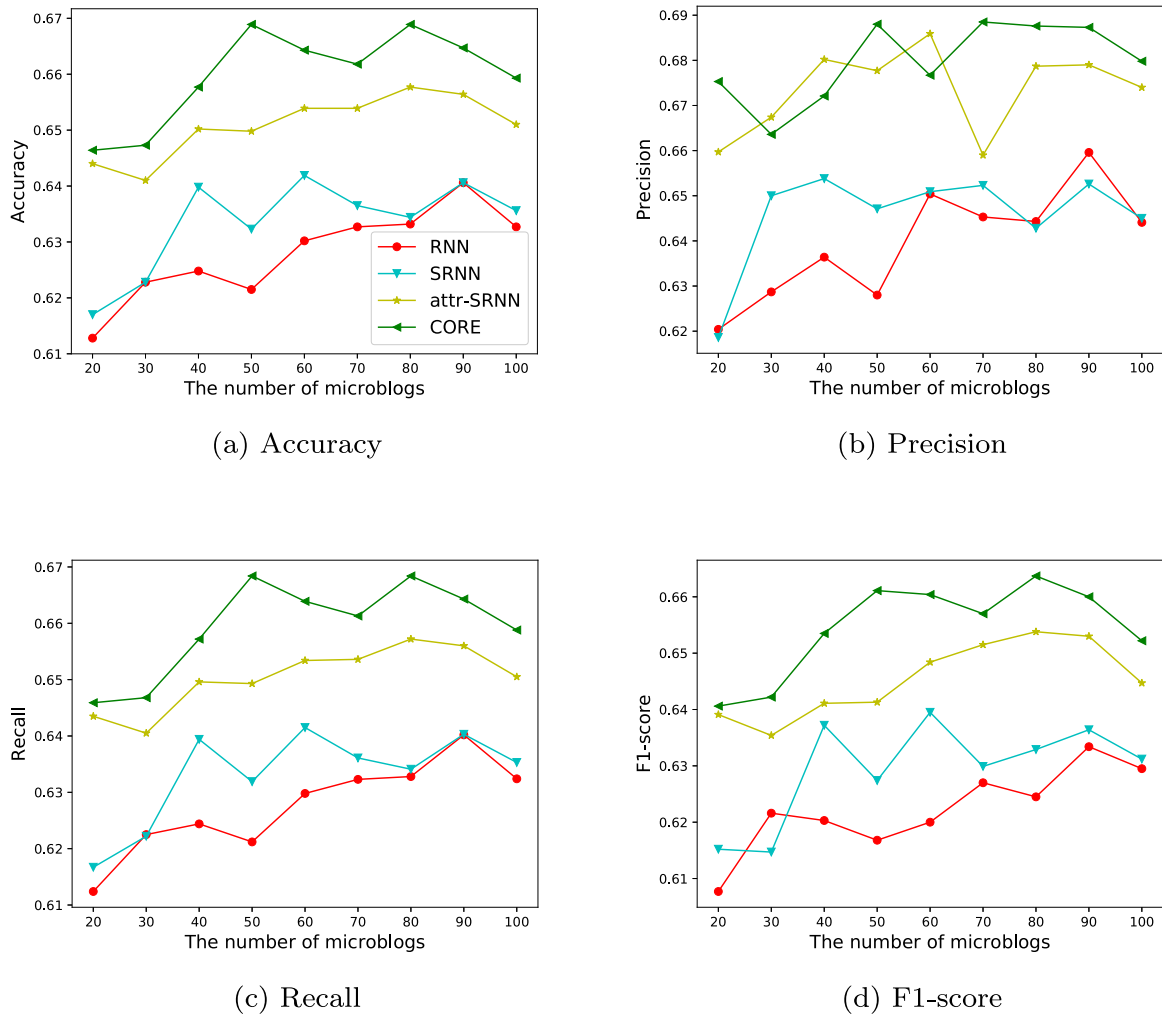 0.67
0.66
0.65
0.64
0.63
0.62
0.61
Accuracy
RNN
SRNN
attr-SRNN
CORE
20 30 40 50 60 70 80 90 100
The number of microblogs
(a) Accuracy
0.69
0.68
0.67
0.66
0.65
0.64
0.63
0.62
Precision
20 30 40 50 60 70 80 90 100
The number of microblogs
(b) Precision
0.67
0.66
0.65
0.64
0.63
0.62
0.61
Recall
20 30 40 50 60 70 80 90 100
The number of microblogs
(c) Recall
0.66
0.65
0.64
0.63
0.62
0.61
F1-score
20 30 40 50 60 70 80 90 100
The number of microblogs
(d) F1-score